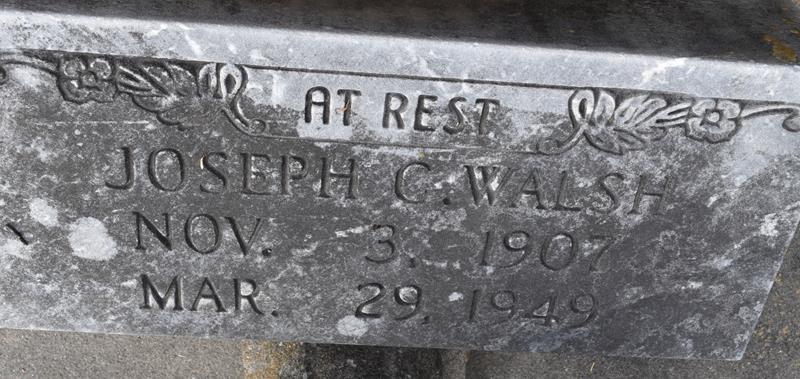 AT REST
JOSEPH C. WALSH
NOV. 3, 1907
MAR. 29, 1949